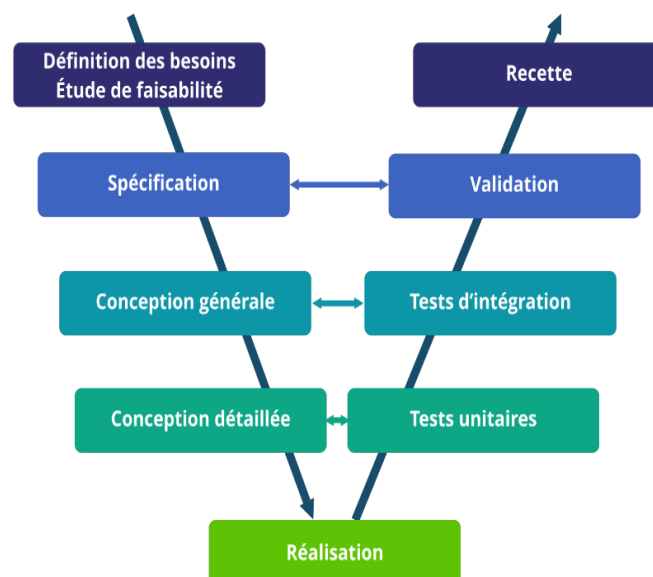 Définition des besoins
Étude de faisabilité
Recette
Spécification
Validation
Conception générale
Tests d’intégration
Conception détaillée
Tests unitaires
Réalisation